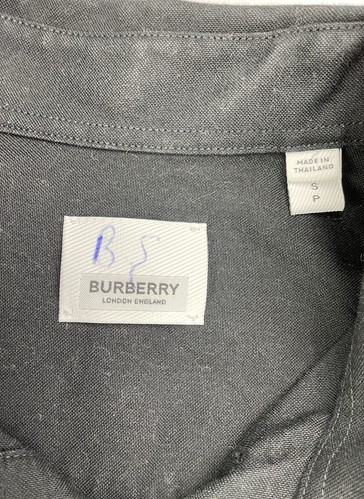 MADE IN
THAILAND
S
P
B S
BURBERRY
LONDON ENGLAND